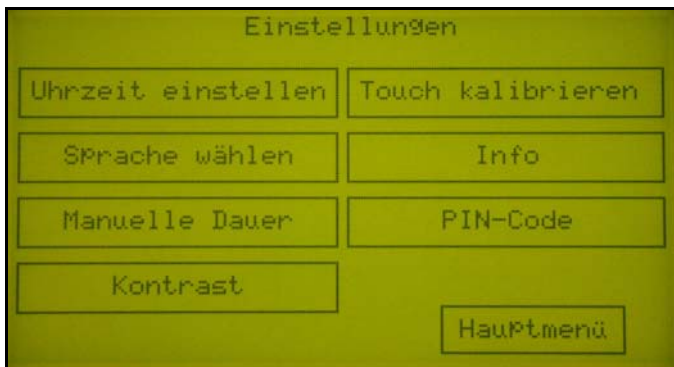 Einstellungen
Uhrzeit einstellen
Touch kalibrieren
Sprache wählen
Info
Manuelle Dauer
PIN-Code
Kontrast
Hauptmenü